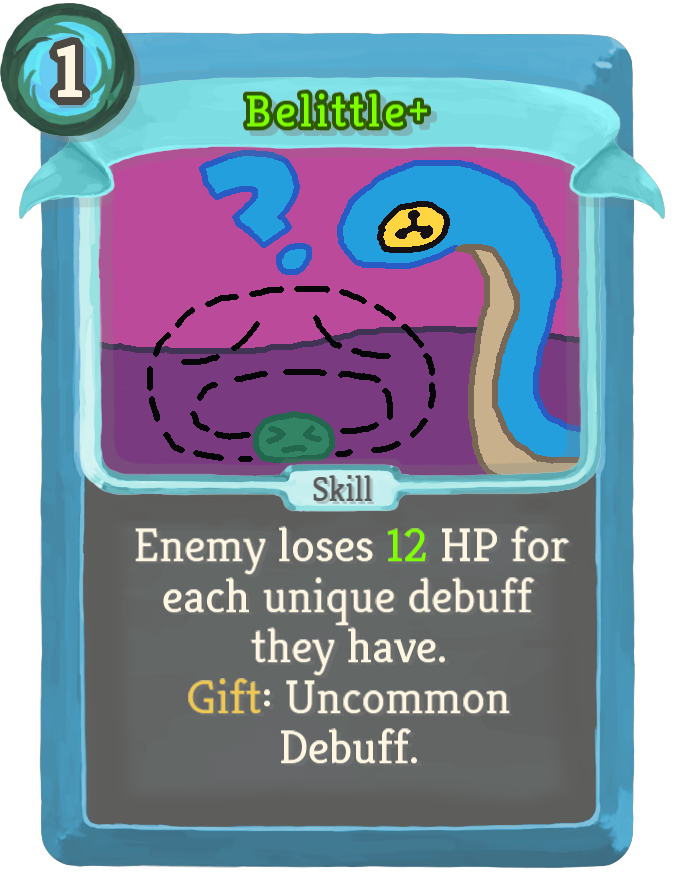 1
Belittle+
?
Skill
Enemy loses 12 HP for
each unique debuff
they have.
Gift: Uncommon
Debuff.